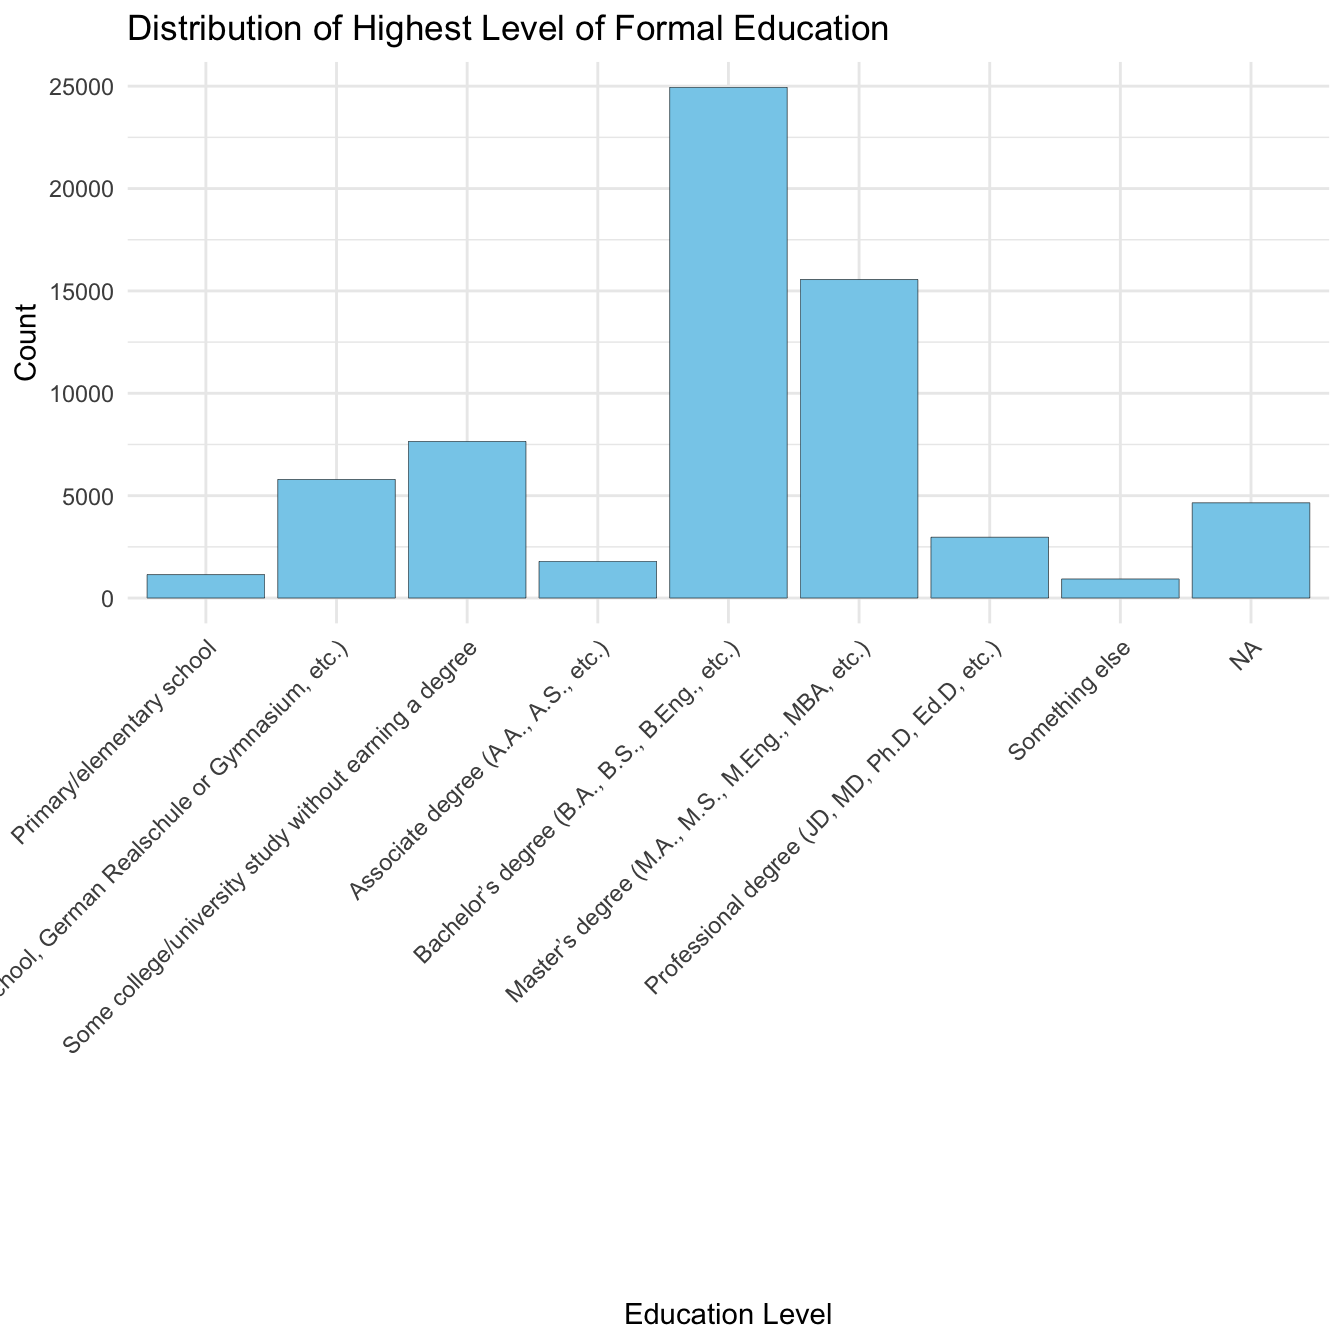 Distribution of Highest Level of Formal Education
Count
25000
20000
15000
10000
5000
0
Primary/elementary school
German Realschule or Gymnasium, etc.)
Some college/university study without earning a degree
Associate degree (A.A., A.S., etc.)
Bachelor’s degree (B.A., B.S., B.Eng., etc.)
Master’s degree (M.A., M.S., M.Eng., MBA, etc.)
Professional degree (JD, MD, Ph.D, Ed.D, etc.)
Something else
NA
Education Level